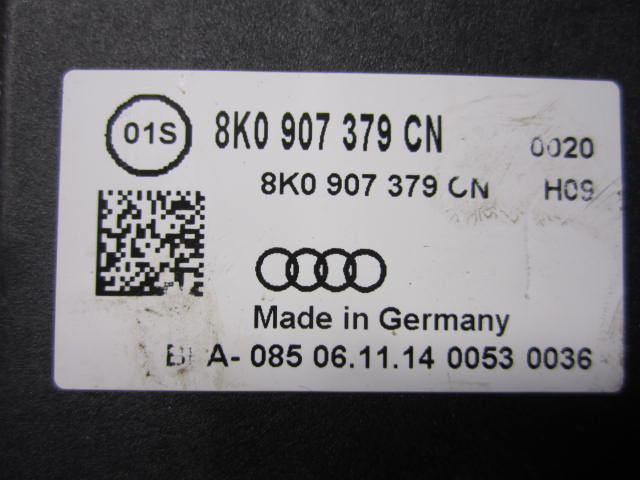 01S 8K0 907 379 CN 0020
8K0 907 379 CN H09
Made in Germany
A- 085 06.11.14 0053 0036